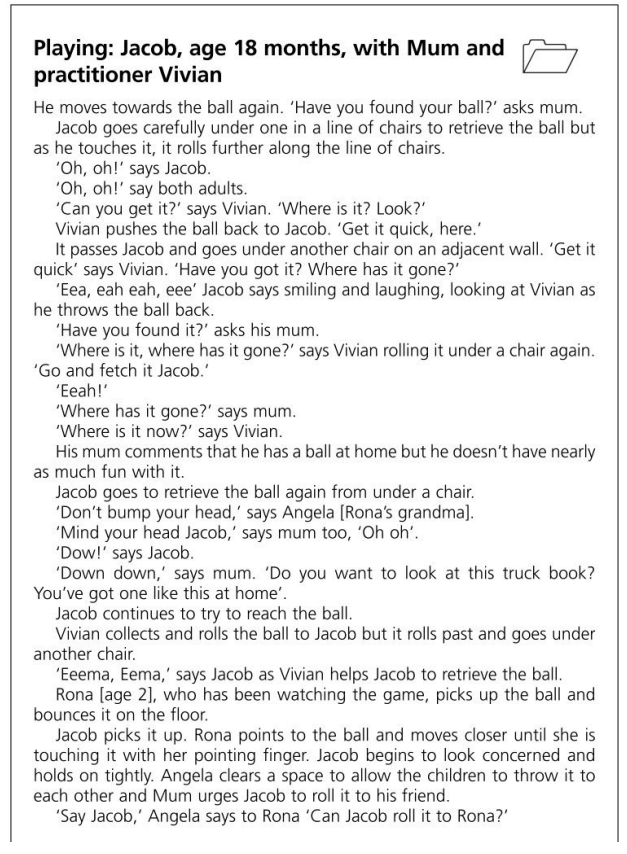 Playing: Jacob, age 18 months, with Mum and
practitioner Vivian
He moves towards the ball again. ‘Have you found your ball?’ asks mum.
Jacob goes carefully under one in a line of chairs to retrieve the ball but
as he touches it, it rolls further along the line of chairs.
‘Oh, oh!’ says Jacob.
‘Oh, oh!’ say both adults.
‘Can you get it?’ says Vivian. ‘Where is it? Look?’
Vivian pushes the ball back to Jacob. ‘Get it quick, here.’
It passes Jacob and goes under another chair on an adjacent wall. ‘Get it
quick’ says Vivian. ‘Have you got it? Where has it gone?’
‘Eea, eah eah, eee’ Jacob says smiling and laughing, looking at Vivian as
he throws the ball back.
‘Have you found it?’ asks his mum.
‘Where is it, where has it gone?’ says Vivian rolling it under a chair again.
‘Go and fetch it Jacob.’
‘Eeah!‘
‘Where has it gone?’ says mum.
‘Where is it now?’ says Vivian.
His mum comments that he has a ball at home but he doesn’t have nearly
as much fun with it.
Jacob goes to retrieve the ball again from under a chair.
‘Don’t bump your head,’ says Angela [Rona’s grandma].
‘Mind your head Jacob,’ says mum too, ‘Oh oh’.
‘Dow!’ says Jacob.
‘Down down,’ says mum. ‘Do you want to look at this truck book?
You’ve got one like this at home’.
Jacob continues to try to reach the ball.
Vivian collects and rolls the ball to Jacob but it rolls past and goes under
another chair.
‘Eeema, Eema,’ says Jacob as Vivian helps Jacob to retrieve the ball.
Rona [age 2], who has been watching the game, picks up the ball and
bounces it on the floor.
Jacob picks it up. Rona points to the ball and moves closer until she is
touching it with her pointing finger. Jacob begins to look concerned and
holds on tightly. Angela clears a space to allow the children to throw it to
each other and Mum urges Jacob to roll it to his friend.
‘Say Jacob,’ Angela says to Rona ‘Can Jacob roll it to Rona?’